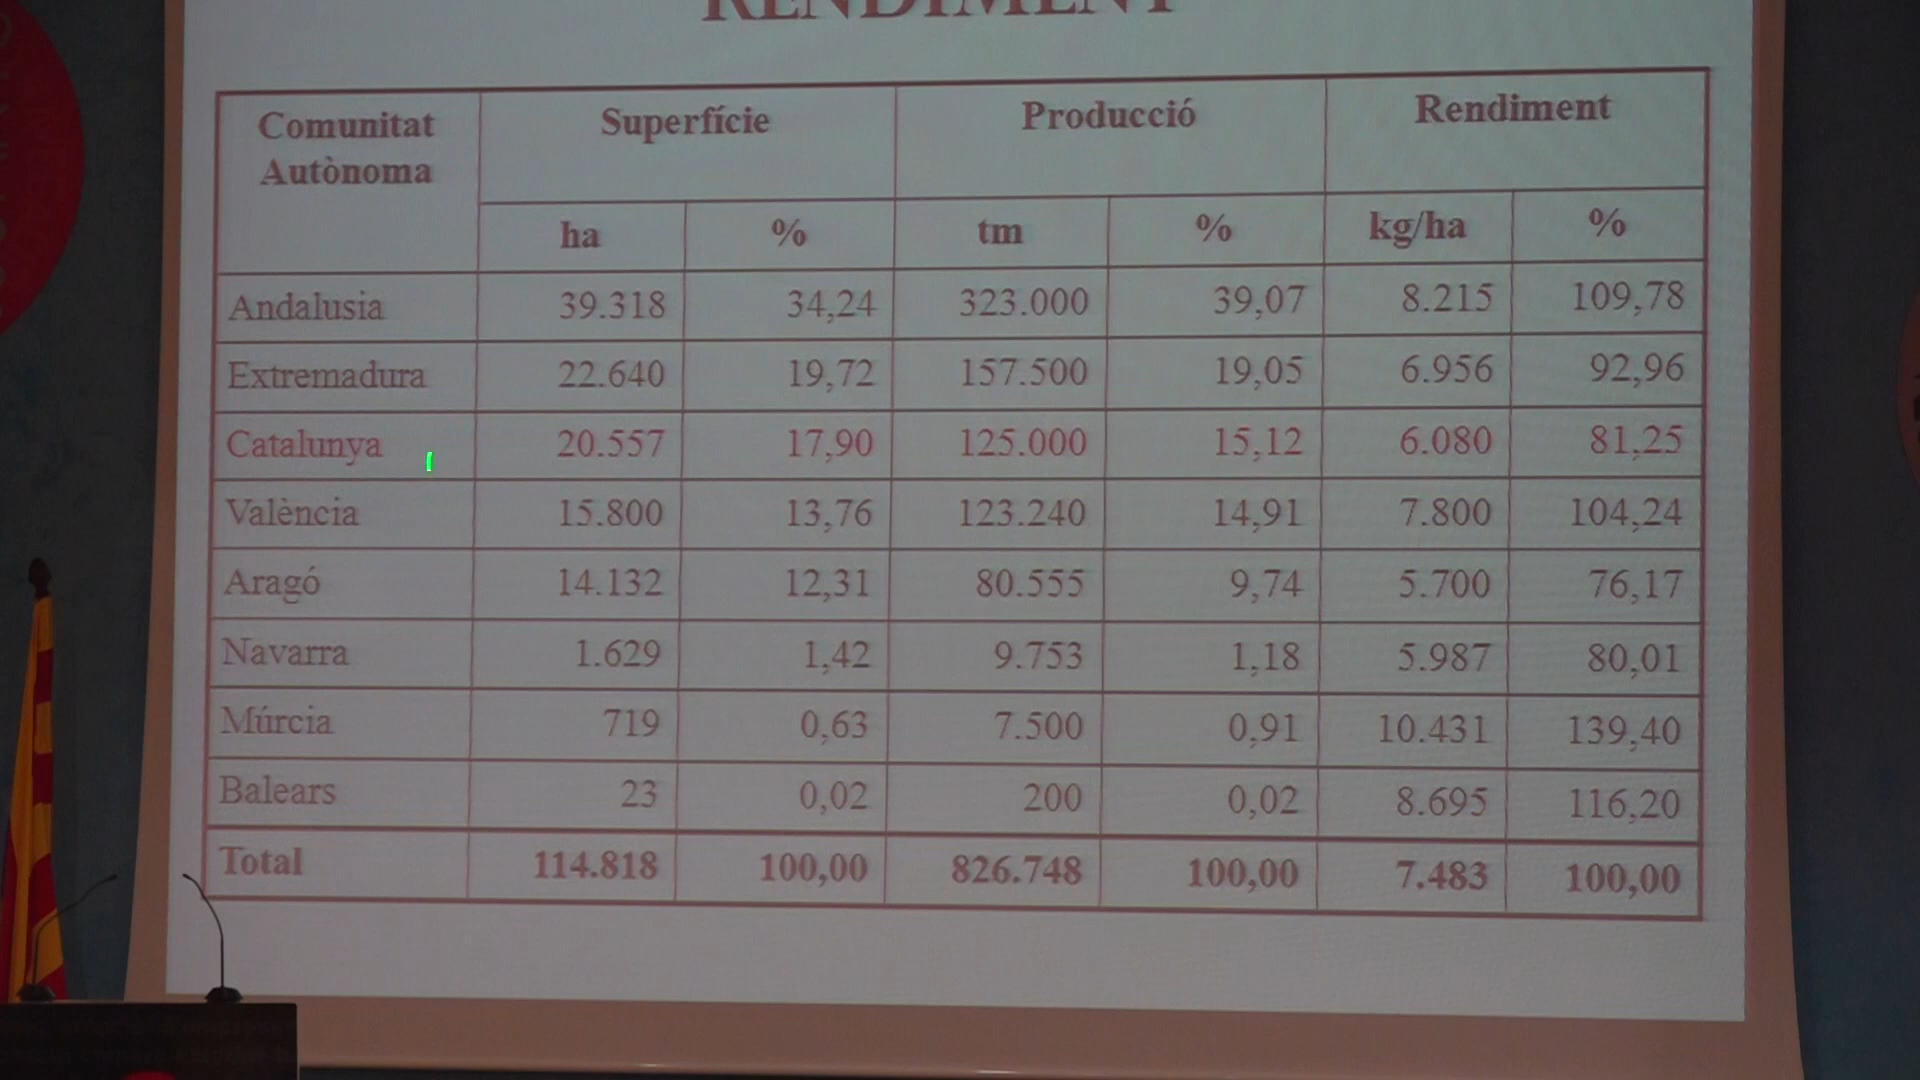 RENDIMENT
Comunitat Autònoma Superfície Producció Rendiment
ha % tm % kg/ha %
Andalusia 39.318 34,24 323.000 39,07 8.215 109,78
Extremadura 22.640 19,72 157.500 19,05 6.956 92,96
Catalunya 20.557 17,90 125.000 15,12 6.080 81,25
València 15.800 13,76 123.240 14,91 7.800 104,24
Aragó 14.132 12,31 80.555 9,74 5.700 76,17
Navarra 1.629 1,42 9.753 1,18 5.987 80,01
Múrcia 719 0,63 7.500 0,91 10.431 139,40
Balears 23 0,02 200 0,02 8.695 116,20
Total 114.818 100,00 826.748 100,00 7.483 100,00